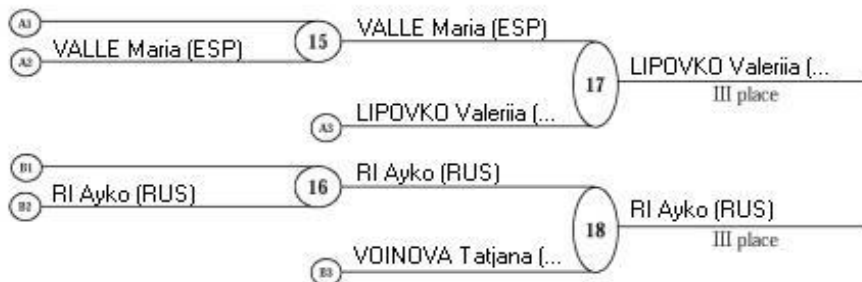 A1
VALLE Maria (ESP)
A2
VALLE Maria (ESP)
15
LIPOVKO Valeriia (...
17
III place
LIPOVKO Valeriia (...
A3
B1
RI Ayko (RUS)
B2
RI Ayko (RUS)
16
RI Ayko (RUS)
18
III place
VOINOVA Tatjana (...
B3